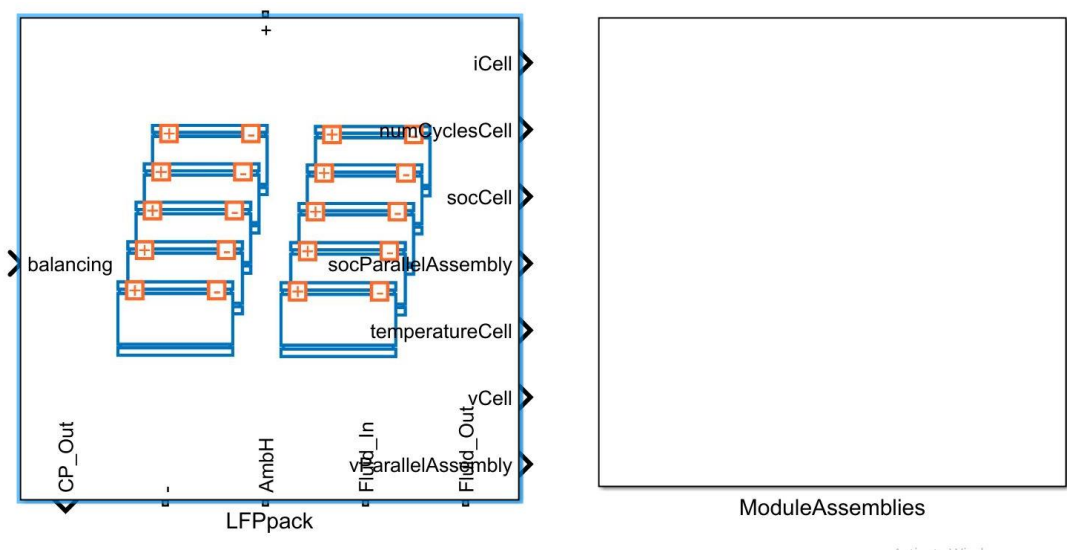 +
iCell
numCyclesCell
socCell
balancing
socParallelAssembly
temperatureCell
vCell
vParallelAssembly
CP_Out
-
AmbH
Fluid_In
Fluid_Out
LFPpack
ModuleAssemblies